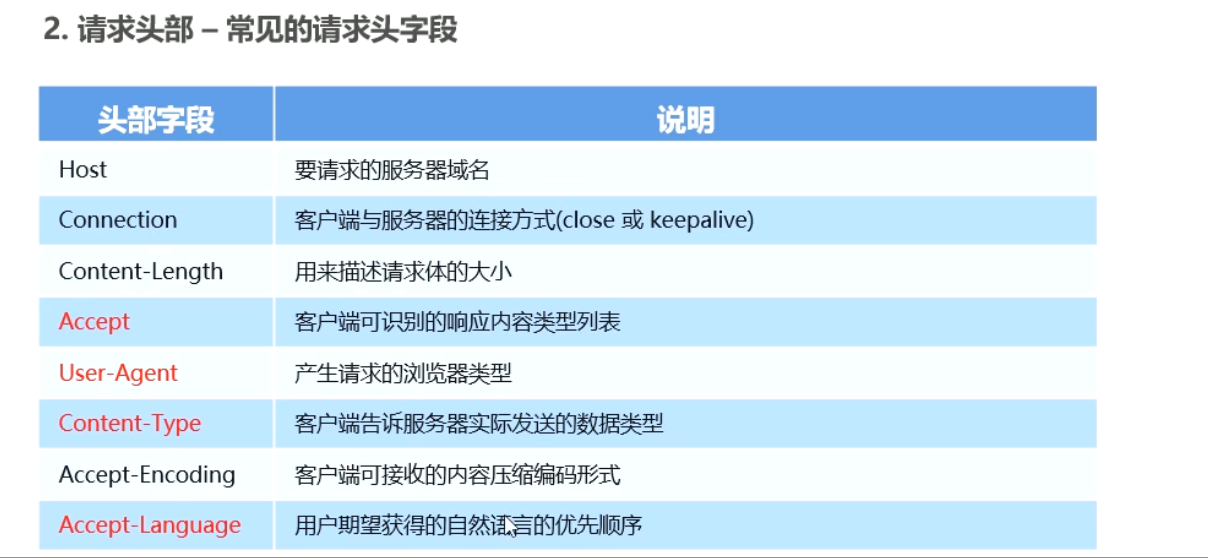 2. 请求头部 – 常见的请求头字段
头部字段 说明
Host 要请求的服务器域名
Connection 客户端与服务器的连接方式(close 或 keepalive)
Content-Length 用来描述请求体的大小
Accept 客户端可识别的响应内容类型列表
User-Agent 产生请求的浏览器类型
Content-Type 客户端告诉服务器实际发送的数据类型
Accept-Encoding 客户端可接收的内容压缩编码形式
Accept-Language 用户期望获得的自然语言的优先顺序